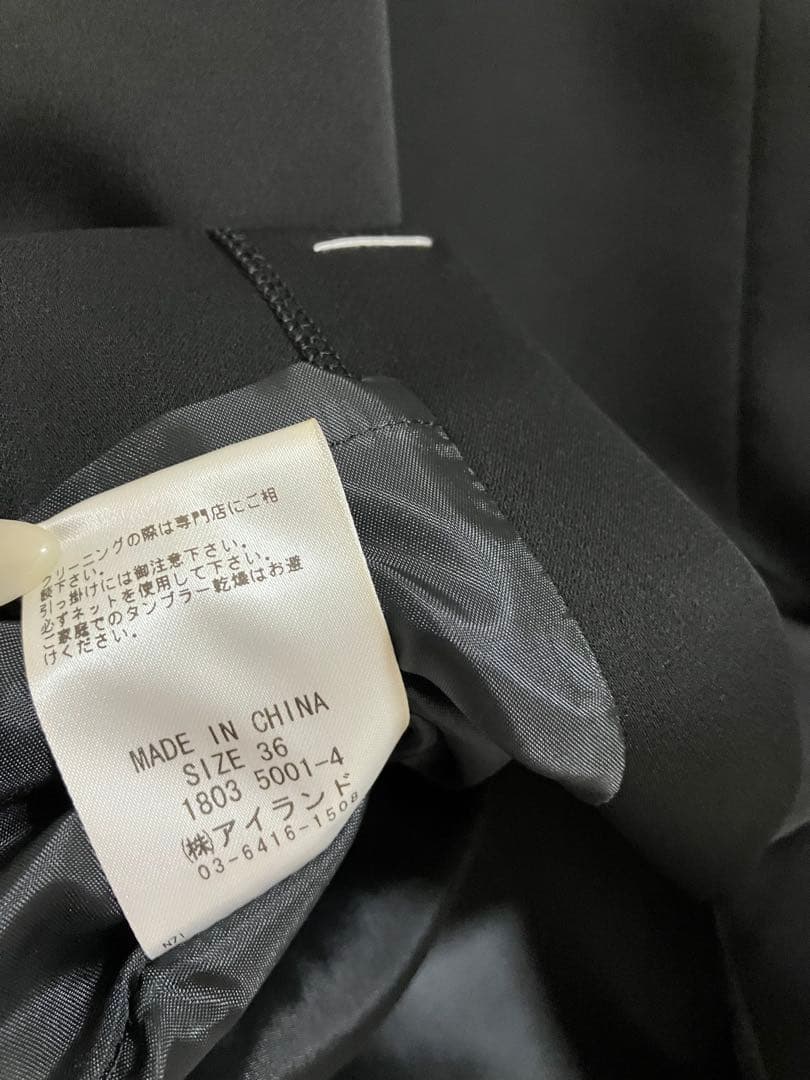 クリーニングの際は専門店にご相
談下さい。
引っ掛けには御注意下さい。
必ずネットを使用して下さい。
ご家庭でのタンブラー乾燥はお避
けください。
MADE IN CHINA
SIZE 36
1803 5001-4
㈱アイランド
03-6416-1508
N71